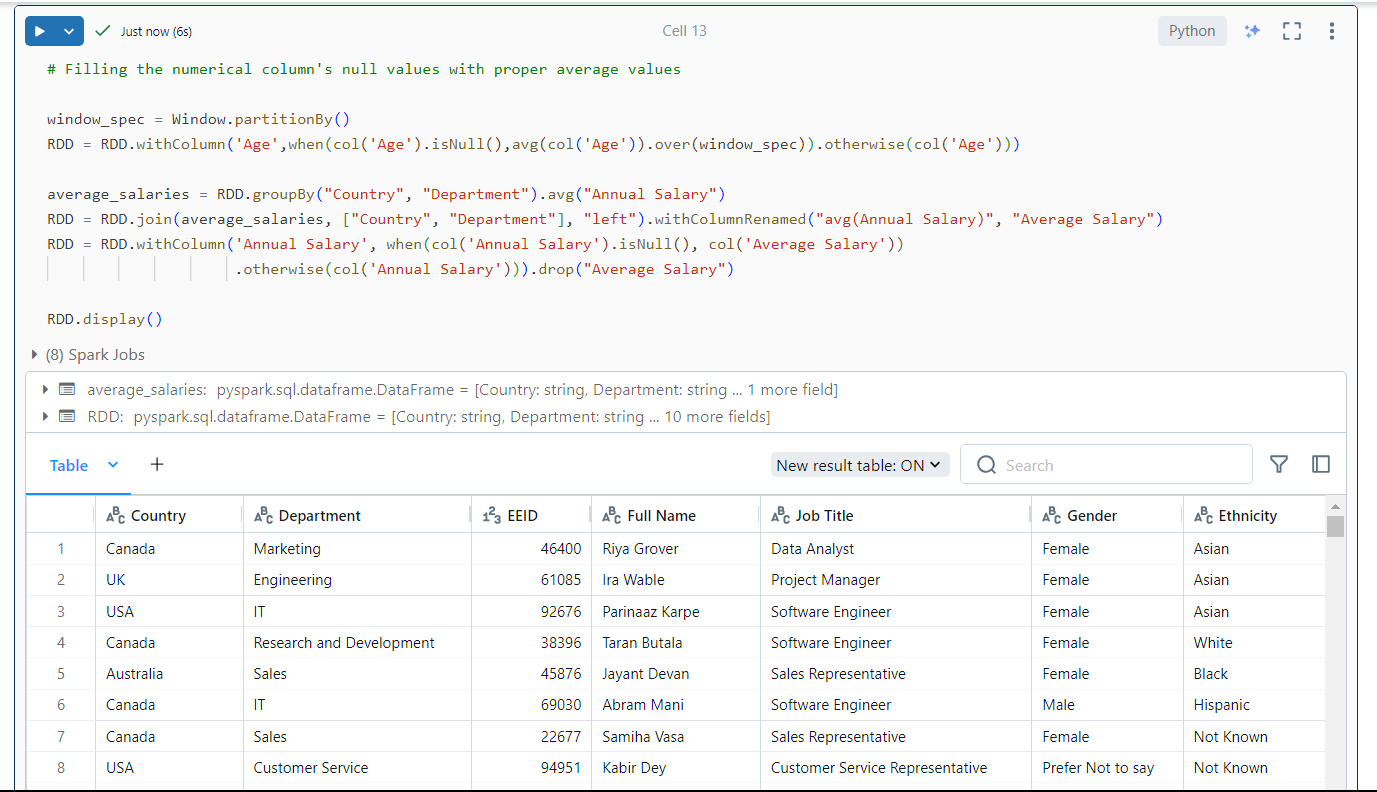 Just now (6s) Cell 13 Python
# Filling the numerical column's null values with proper average values
window_spec = Window.partitionBy()
RDD = RDD.withColumn('Age',when(col('Age').isNull(),avg(col('Age')).over(window_spec)).otherwise(col('Age')))
average_salaries = RDD.groupBy("Country", "Department").avg("Annual Salary")
RDD = RDD.join(average_salaries, ["Country", "Department"], "left").withColumnRenamed("avg(Annual Salary)", "Average Salary")
RDD = RDD.withColumn('Annual Salary', when(col('Annual Salary').isNull(), col('Average Salary'))
.otherwise(col('Annual Salary'))).drop("Average Salary")
RDD.display()
(8) Spark Jobs
average_salaries: pyspark.sql.dataframe.DataFrame = [Country: string, Department: string ... 1 more field]
RDD: pyspark.sql.dataframe.DataFrame = [Country: string, Department: string ... 10 more fields]
Table + New result table: ON Search
ABC Country ABC Department 123 EEID ABC Full Name ABC Job Title ABC Gender ABC Ethnicity
1 Canada Marketing 46400 Riya Grover Data Analyst Female Asian
2 UK Engineering 61085 Ira Wable Project Manager Female Asian
3 USA IT 92676 Parinaaz Karpe Software Engineer Female Asian
4 Canada Research and Development 38396 Taran Butala Software Engineer Female White
5 Australia Sales 45876 Jayant Devan Sales Representative Female Black
6 Canada IT 69030 Abram Mani Software Engineer Male Hispanic
7 Canada Sales 22677 Samiha Vasa Sales Representative Female Not Known
8 USA Customer Service 94951 Kabir Dey Customer Service Representative Prefer Not to say Not Known